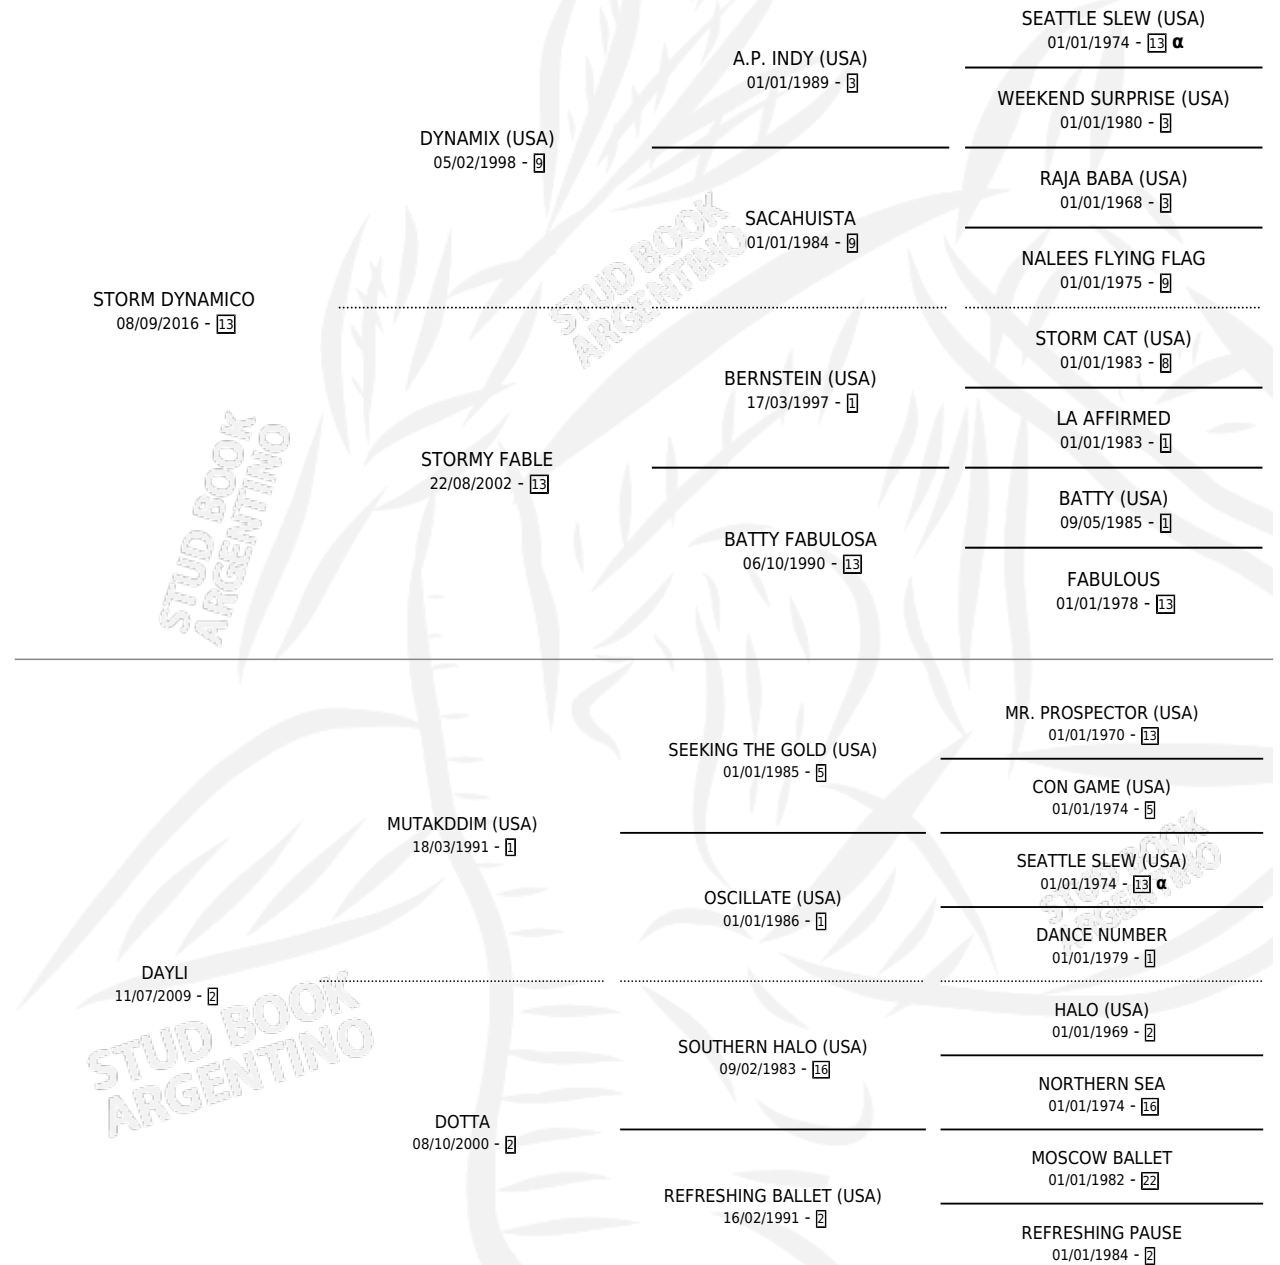 SEATTLE SLEW (USA)
01/01/1974 - 13 α
A.P. INDY (USA)
01/01/1989 - 3
WEEKEND SURPRISE (USA)
01/01/1980 - 3
DYNAMIX (USA)
05/02/1998 - 9
RAJA BABA (USA)
01/01/1968 - 3
SACAHUISTA
01/01/1984 - 9
NALEES FLYING FLAG
01/01/1975 - 9
STORM DYNAMICO
08/09/2016 - 13
STUD BOOK
ARGENTINO
STORM CAT (USA)
01/01/1983 - 8
BERNSTEIN (USA)
17/03/1997 - 1
LA AFFIRMED
01/01/1983 - 1
STORMY FABLE
22/08/2002 - 13
BATTY (USA)
09/05/1985 - 1
BATTY FABULOSA
06/10/1990 - 13
FABULOUS
01/01/1978 - 13
STUD BOOK
ARGENTINO
MR. PROSPECTOR (USA)
01/01/1970 - 13
SEEKING THE GOLD (USA)
01/01/1985 - 5
CON GAME (USA)
01/01/1974 - 5
MUTAKDDIM (USA)
18/03/1991 - 1
SEATTLE SLEW (USA)
01/01/1974 - 13 α
OSCILLATE (USA)
01/01/1986 - 1
DANCE NUMBER
01/01/1979 - 1
STUD BOOK
ARGENTINO
DAYLI
11/07/2009 - 2
HALO (USA)
01/01/1969 - 2
SOUTHERN HALO (USA)
09/02/1983 - 16
NORTHERN SEA
01/01/1974 - 16
DOTTA
08/10/2000 - 2
MOSCOW BALLET
01/01/1982 - 22
REFRESHING BALLET (USA)
16/02/1991 - 2
REFRESHING PAUSE
01/01/1984 - 2
STUD BOOK
ARGENTINO